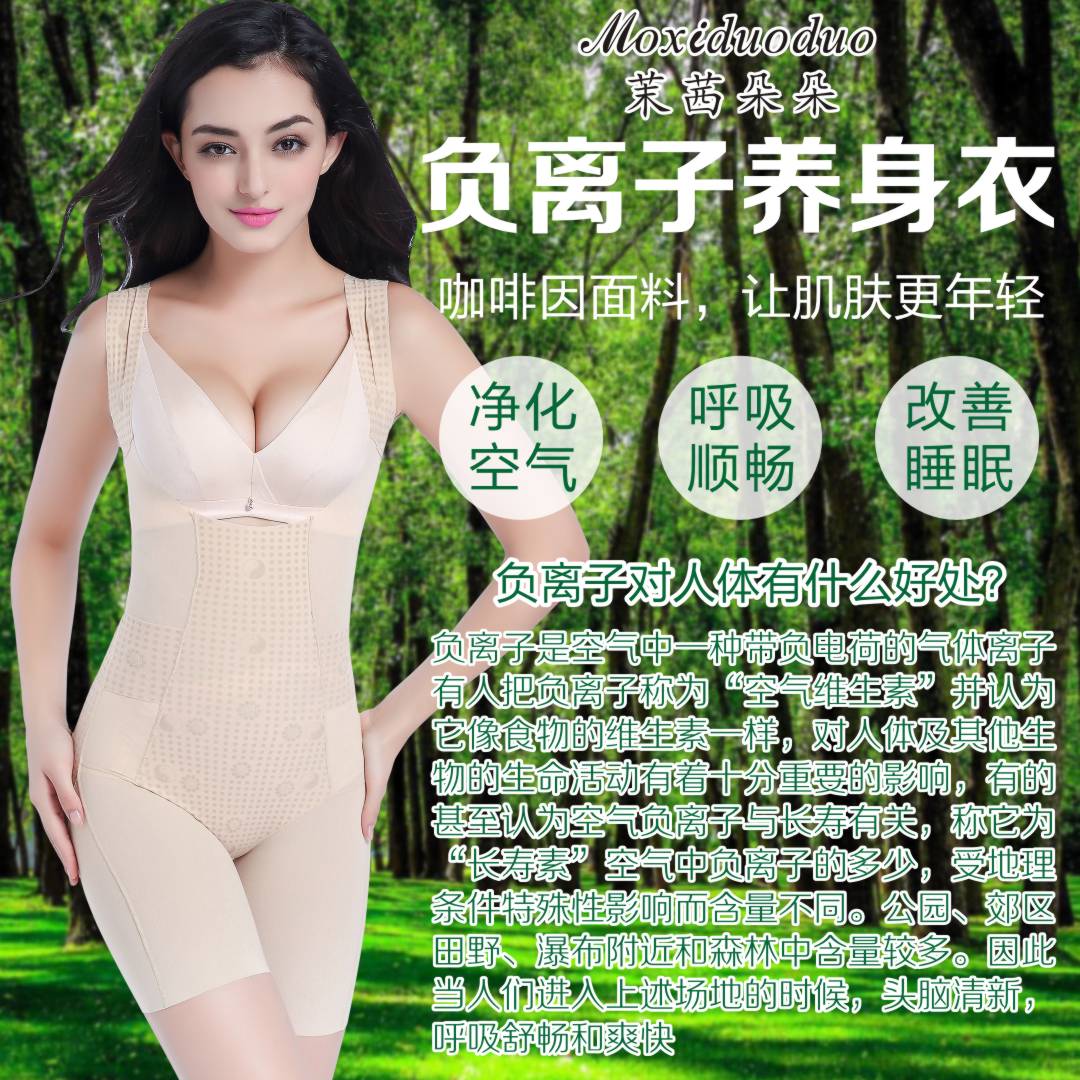 Moxiduoduo
茉茜朵朵
负离子养身衣
咖啡因面料，让肌肤更年轻
净化
空气
呼吸
顺畅
改善
睡眠
负离子对人体有什么好处?
负离子是空气中一种带负电荷的气体离子
有人把负离子称为“空气维生素”并认为
它像食物的维生素一样，对人体及其他生
物的生命活动有着十分重要的影响，有的
甚至认为空气负离子与长寿有关，称它为
“长寿素”空气中负离子的多少，受地理
条件特殊性影响而含量不同。公园、郊区
田野、瀑布附近和森林中含量较多。因此
当人们进入上述场地的时候，头脑清新，
呼吸舒畅和爽快